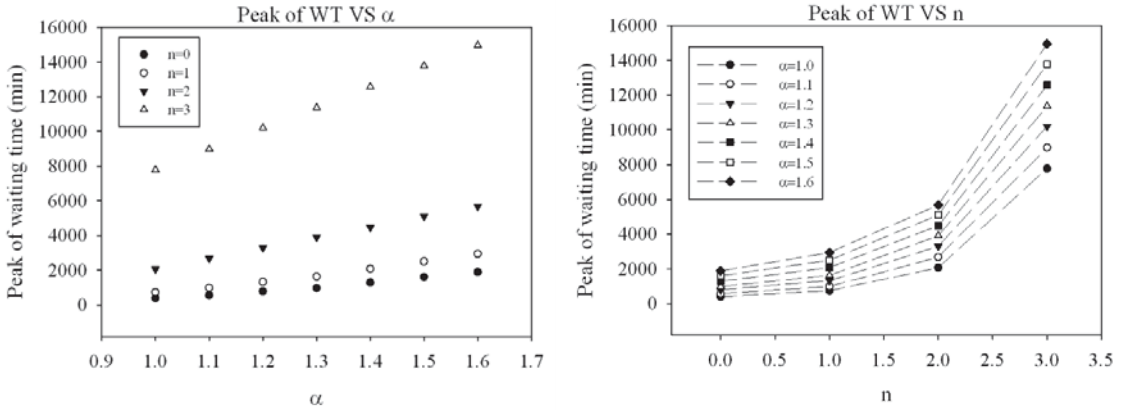 Peak of WT VS α
16000
14000
12000
10000
8000
6000
4000
2000
0
Peak of waiting time (min)
n=0
n=1
n=2
n=3
0.9 1.0 1.1 1.2 1.3 1.4 1.5 1.6 1.7
α
Peak of WT VS n
16000
14000
12000
10000
8000
6000
4000
2000
0
Peak of waiting time (min)
α=1.0
α=1.1
α=1.2
α=1.3
α=1.4
α=1.5
α=1.6
0.0 0.5 1.0 1.5 2.0 2.5 3.0 3.5
n